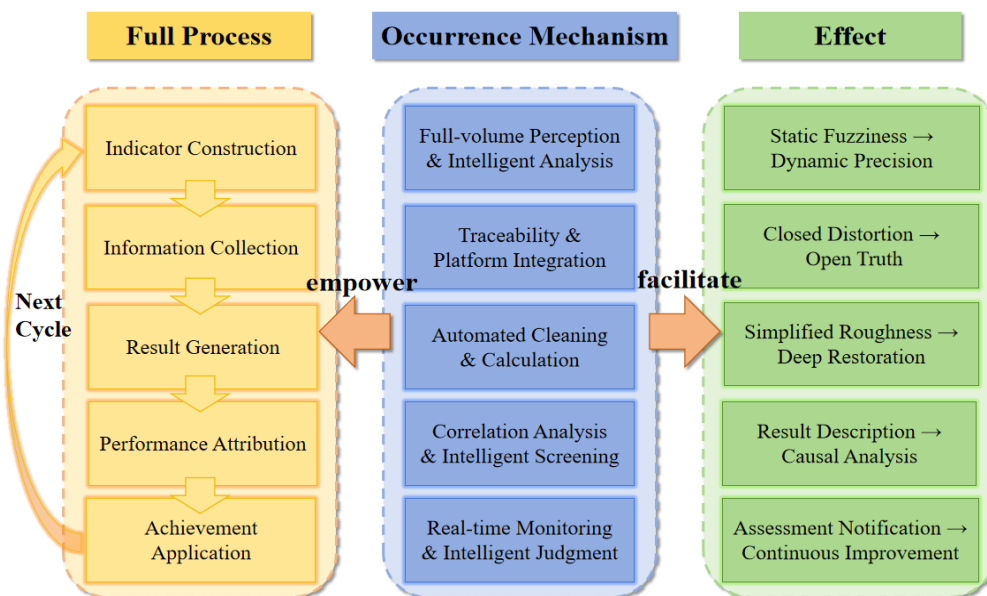 Full Process
Occurrence Mechanism
Effect
Indicator Construction
Information Collection
Result Generation
Performance Attribution
Achievement
Application
Next
Cycle
empower
Full-volume Perception
& Intelligent Analysis
Traceability &
Platform Integration
Automated Cleaning
& Calculation
Correlation Analysis
& Intelligent Screening
Real-time Monitoring
& Intelligent Judgment
facilitate
Static Fuzziness →
Dynamic Precision
Closed Distortion →
Open Truth
Simplified Roughness →
Deep Restoration
Result Description →
Causal Analysis
Assessment Notification →
Continuous Improvement